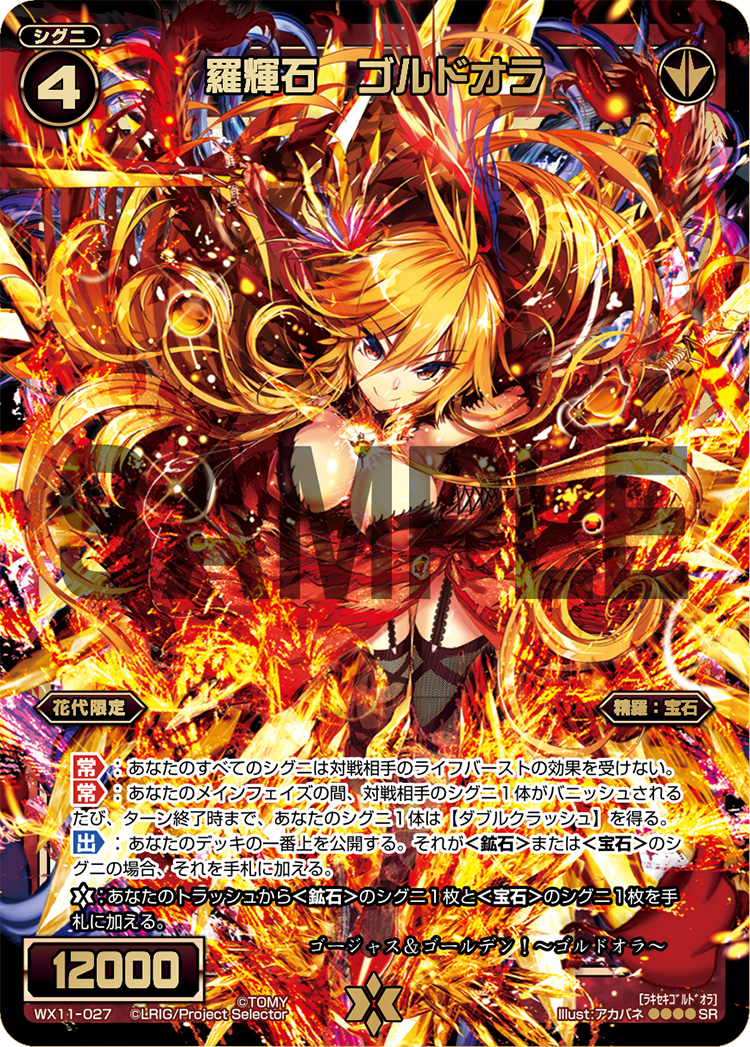 シグニ
4
羅輝石 ゴルドオラ
SAMPLE
花代限定
精羅：宝石
常：あなたのすべてのシグニは対戦相手のライフバーストの効果を受けない。
常：あなたのメインフェイズの間、対戦相手のシグニ１体がバニッシュされる
たび、ターン終了時まで、あなたのシグニ１体は【ダブルクラッシュ】を得る。
出：あなたのデッキの一番上を公開する。それが＜鉱石＞または＜宝石＞のシ
グニの場合、それを手札に加える。
：あなたのトラッシュから＜鉱石＞のシグニ１枚と＜宝石＞のシグニ１枚を手
札に加える。
ゴージャス＆ゴールデン！～ゴルドオラ～
12000
WX11-027 ©TOMY
©LRIG/Project Selector
[ラキセキゴルドオラ]
Illust:アカバネ SR